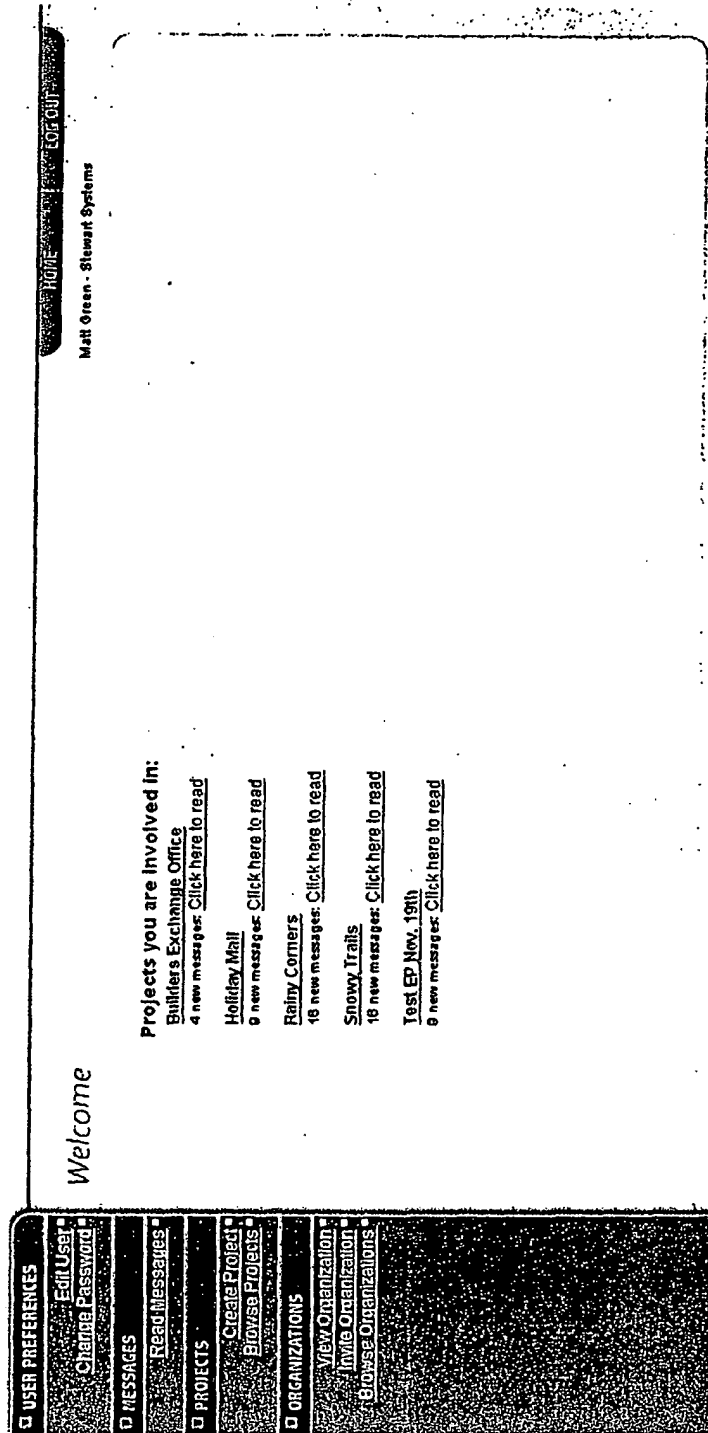 USER PREFERENCES
Edit User
Change Password
MESSAGES
Read Messages
PROJECTS
Create Project
Browse Projects
ORGANIZATIONS
View Organization
Invite Organization
Browse Organizations
HOME LOG OUT
Matt Green - Stewart Systems
Welcome
Projects you are involved in:
Builders Exchange Office
4 new messages: Click here to read
Holiday Mall
9 new messages: Click here to read
Rainy Corners
16 new messages: Click here to read
Snowy Trails
16 new messages: Click here to read
Test EP Nov. 19th
9 new messages: Click here to read